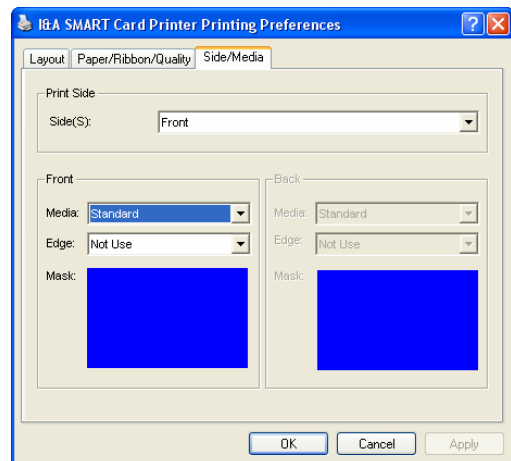 I&A SMART Card Printer Printing Preferences
Layout Paper/Ribbon/Quality Side/Media
Print Side
Side(S): Front
Front
Media: Standard
Edge: Not Use
Mask:
Back
Media: Standard
Edge: Not Use
Mask:
OK Cancel Apply